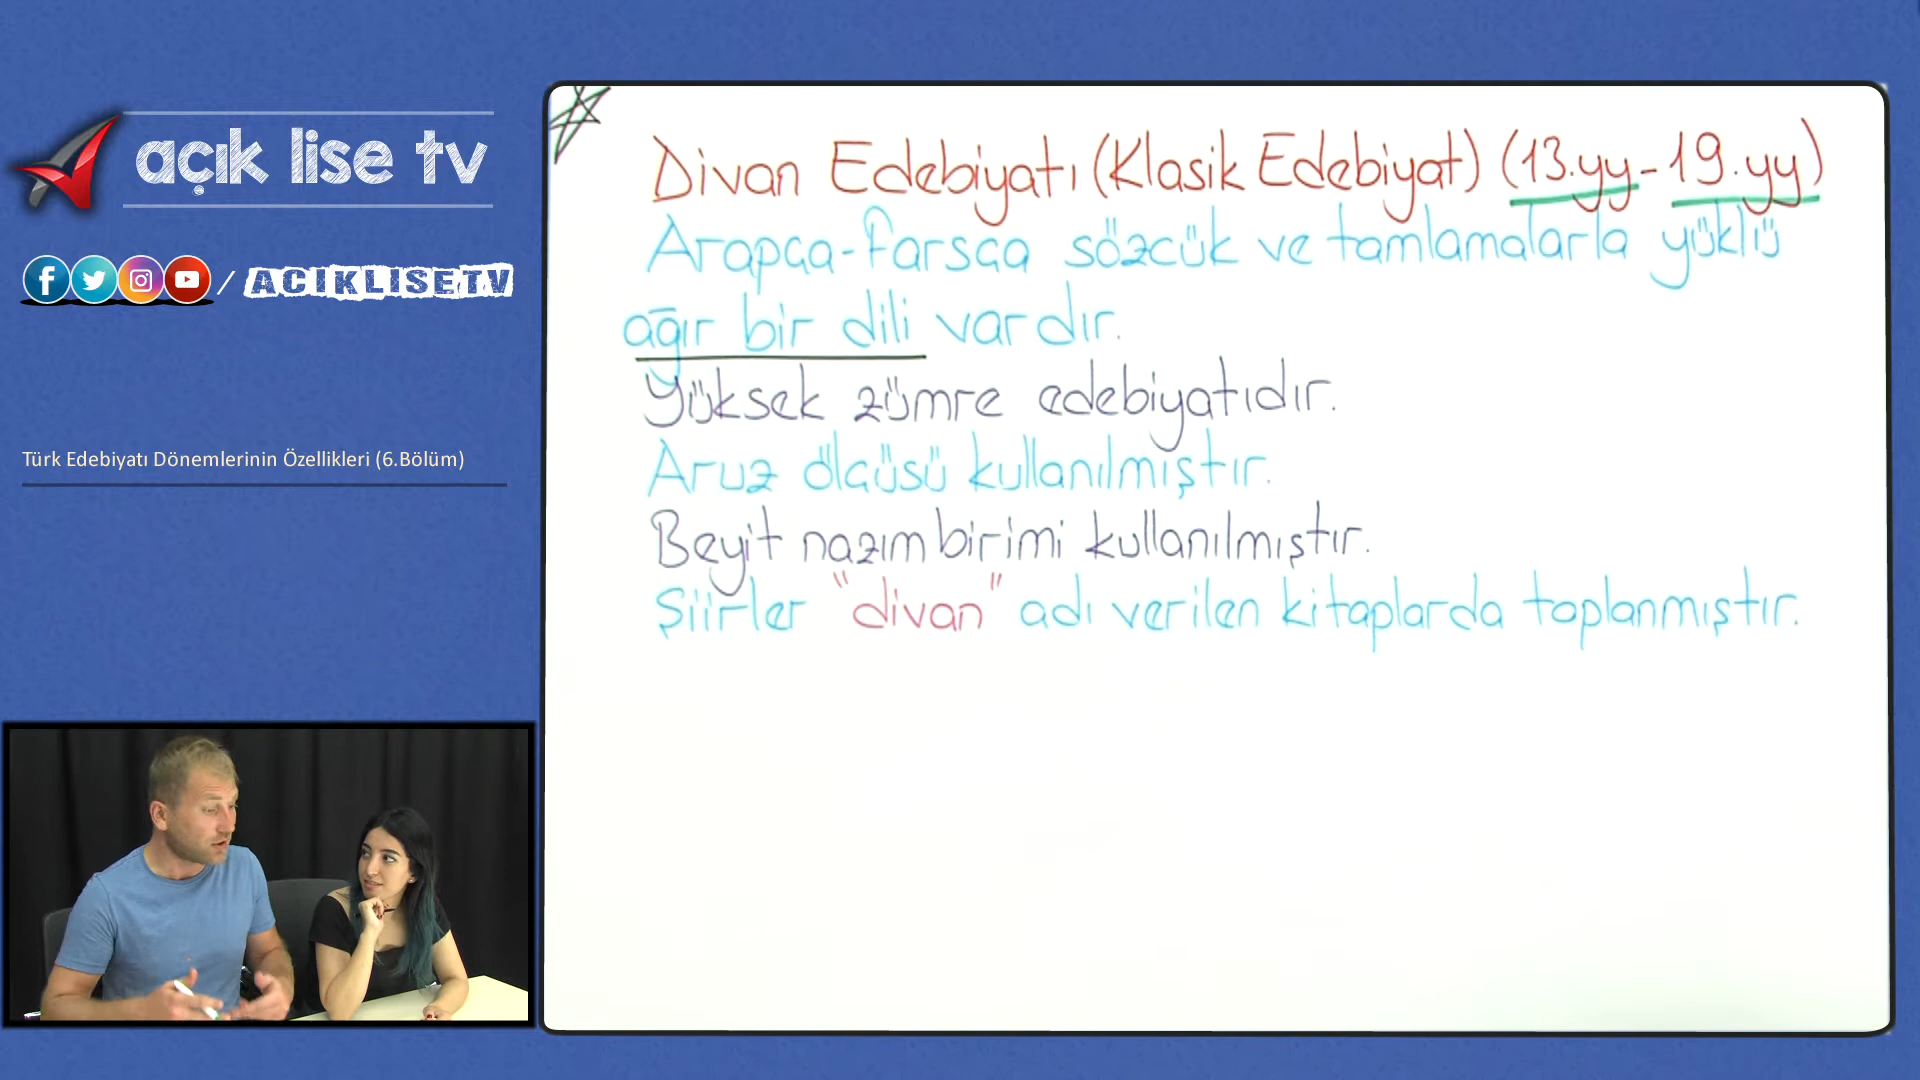 açık lise tv
/ ACIKLISETV
Türk Edebiyatı Dönemlerinin Özellikleri (6.Bölüm)
Divan Edebiyatı (Klasik Edebiyat) (13.yy-19.yy)
Arapça-Farsça sözcük ve tamlamalarla yüklü
ağır bir dili vardır.
Yüksek zümre edebiyatıdır.
Aruz ölçüsü kullanılmıştır.
Beyit nazım birimi kullanılmıştır.
Şiirler "divan" adı verilen kitaplarda toplanmıştır.